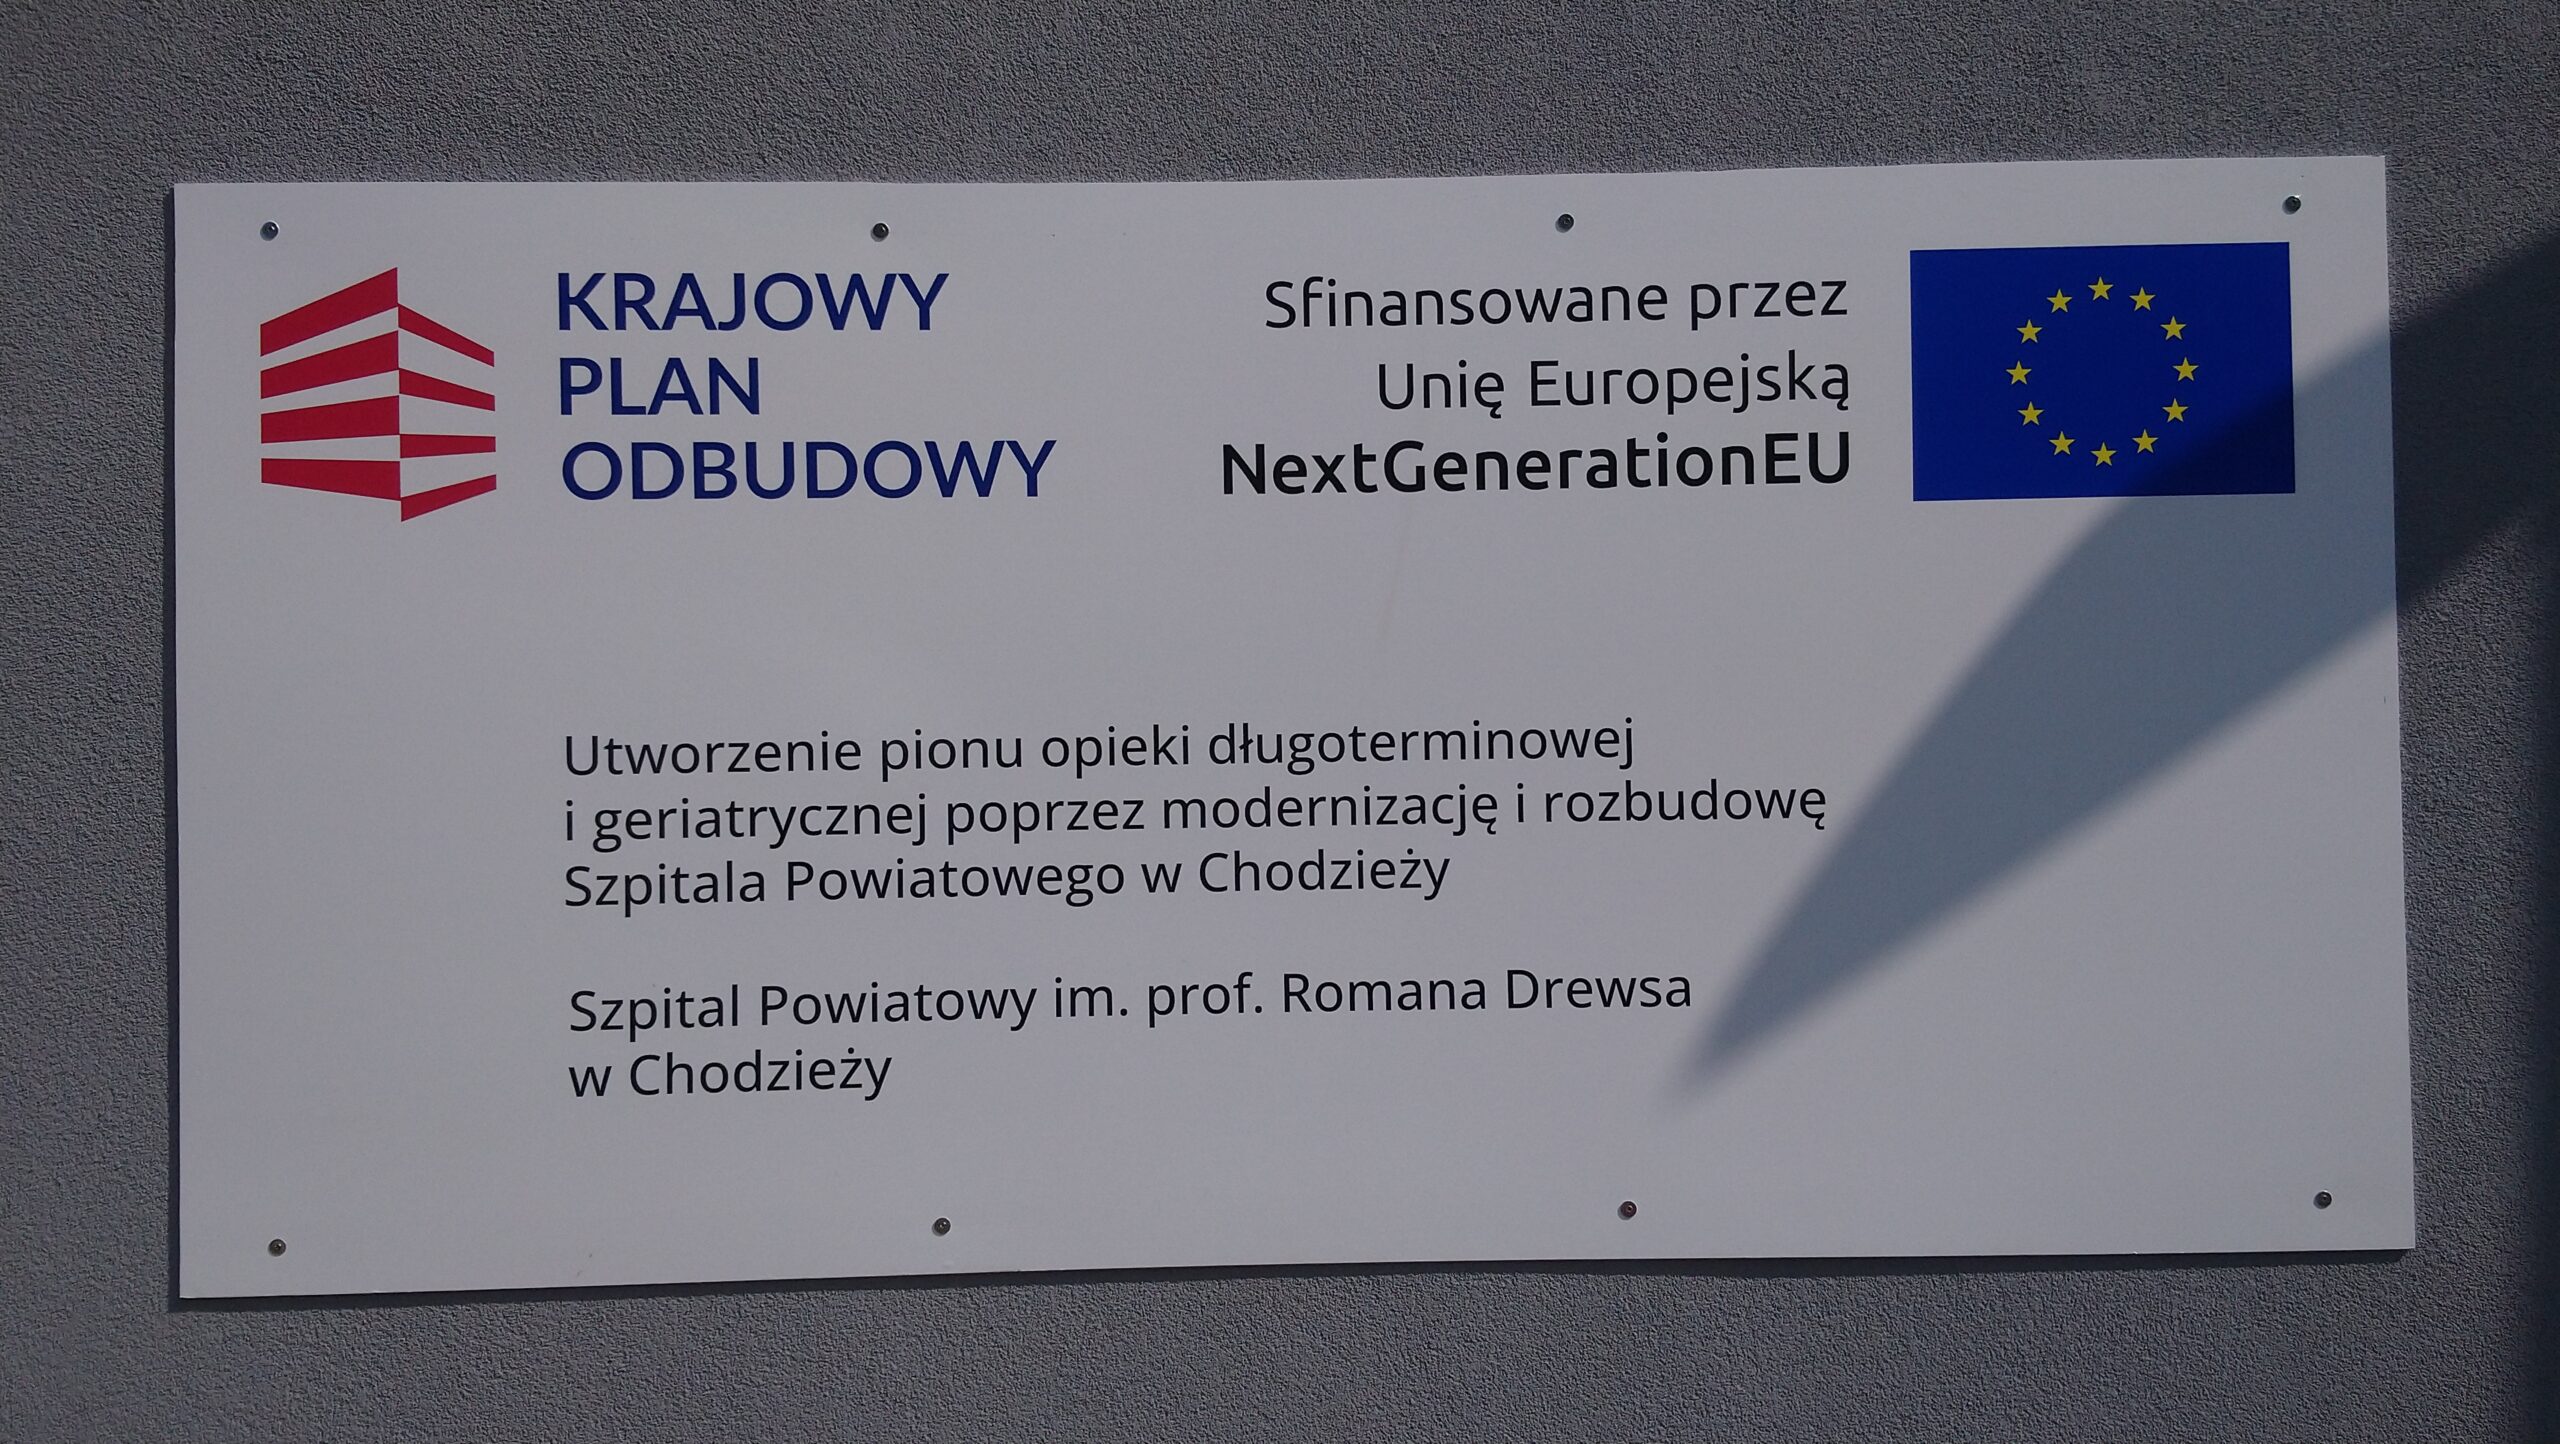 KRAJOWY
PLAN
ODBUDOWY
Sfinansowane przez
Unię Europejską
NextGenerationEU
Utworzenie pionu opieki długoterminowej
i geriatrycznej poprzez modernizację i rozbudowę
Szpitala Powiatowego w Chodzieży
Szpital Powiatowy im. prof. Romana Drewsa
w Chodzieży